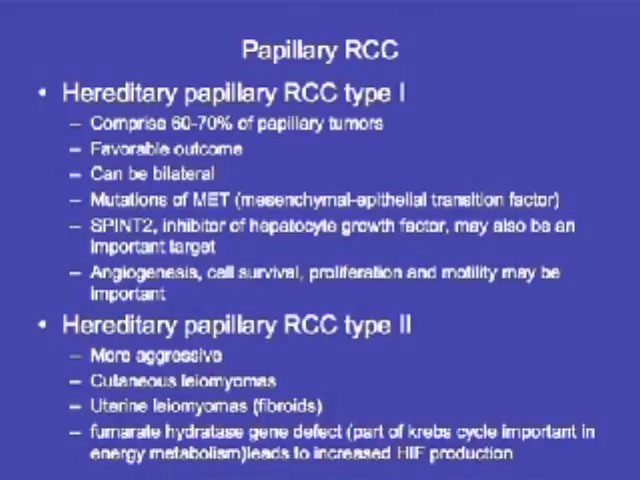 Papillary RCC
• Hereditary papillary RCC type I
– Comprise 60-70% of papillary tumors
– Favorable outcome
– Can be bilateral
– Mutations of MET (mesenchymal-epithelial transition factor)
– SPINT2, inhibitor of hepatocyte growth factor, may also be an
important target
– Angiogenesis, cell survival, proliferation and motility may be
important
• Hereditary papillary RCC type II
– More aggressive
– Cutaneous leiomyomas
– Uterine leiomyomas (fibroids)
– fumarate hydratase gene defect (part of krebs cycle important in
energy metabolism)leads to increased HIF production